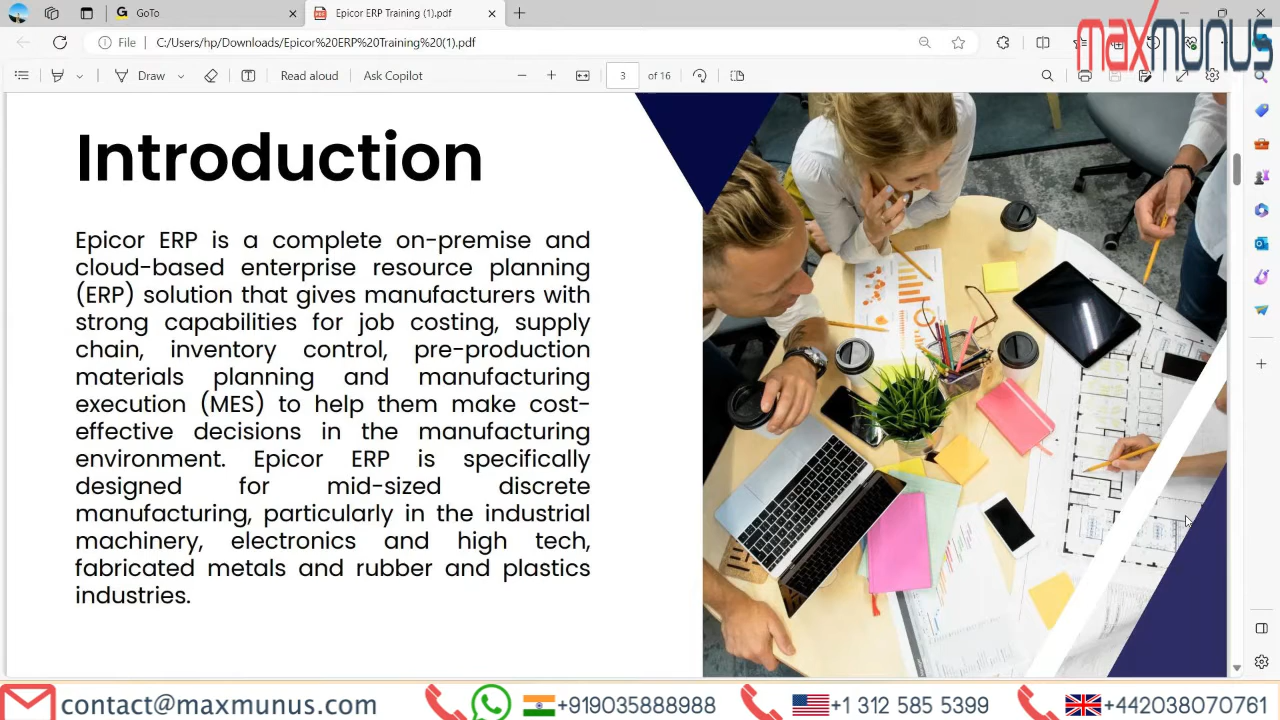 GoTo
Epicor ERP Training (1).pdf
File
C:/Users/hp/Downloads/Epicor%20ERP%20Training%20(1).pdf
maxmunus
Draw
Read aloud
Ask Copilot
3
of 16
Introduction
Epicor ERP is a complete on-premise and
cloud-based enterprise resource planning
(ERP) solution that gives manufacturers with
strong capabilities for job costing, supply
chain, inventory control, pre-production
materials planning and manufacturing
execution (MES) to help them make cost-
effective decisions in the manufacturing
environment. Epicor ERP is specifically
designed for mid-sized discrete
manufacturing, particularly in the industrial
machinery, electronics and high tech,
fabricated metals and rubber and plastics
industries.
contact@maxmunus.com
+919035888988
+1 312 585 5399
+442038070761